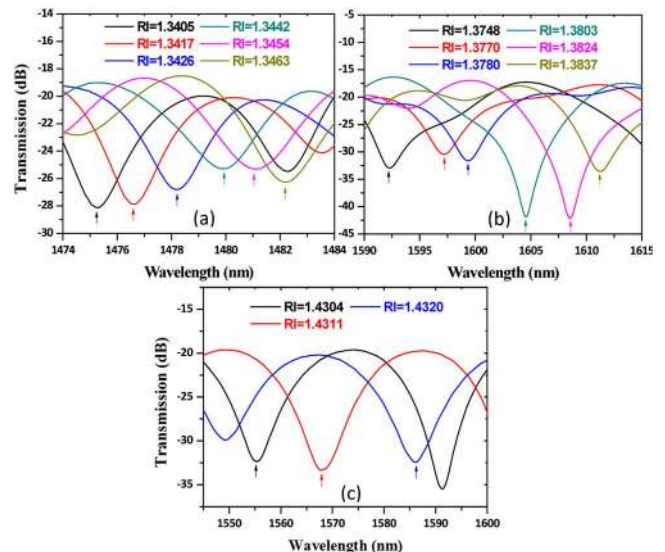 RI=1.3405 RI=1.3442
RI=1.3417 RI=1.3454
RI=1.3426 RI=1.3463
-14
-16
-18
-20
-22
-24
-26
-28
-30
Transmission (dB)
(a)
1474 1476 1478 1480 1482 1484
Wavelength (nm)
RI=1.3748 RI=1.3803
RI=1.3770 RI=1.3824
RI=1.3780 RI=1.3837
-5
-10
-15
-20
-25
-30
-35
-40
-45
Transmission (dB)
(b)
1590 1595 1600 1605 1610 1615
Wavelength (nm)
RI=1.4304 RI=1.4320
RI=1.4311
-15
-20
-25
-30
-35
Transmission (dB)
(c)
1550 1560 1570 1580 1590 1600
Wavelength (nm)